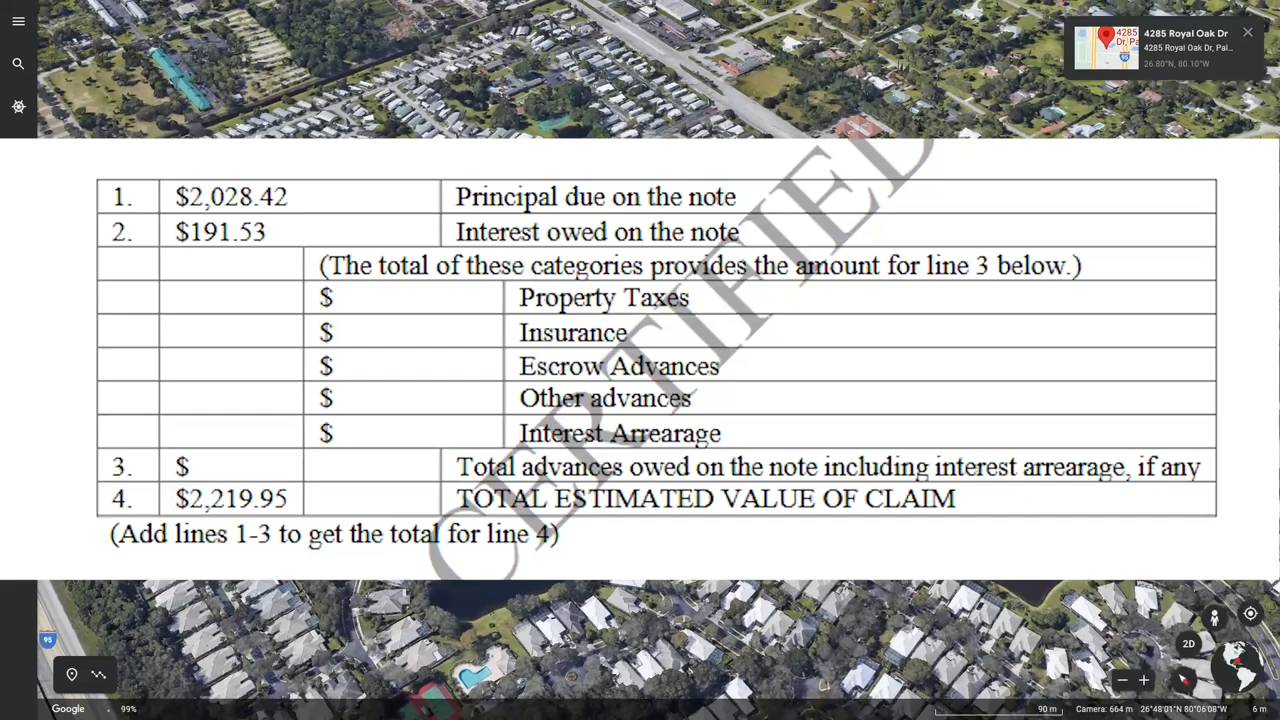 4285 Royal Oak Dr
4285 Royal Oak Dr, Pal...
26.80°N, 80.10°W
4285
Dr, Pa
95
1. $2,028.42 Principal due on the note
2. $191.53 Interest owed on the note
(The total of these categories provides the amount for line 3 below.)
$ Property Taxes
$ Insurance
$ Escrow Advances
$ Other advances
$ Interest Arrearage
3. $ Total advances owed on the note including interest arrearage, if any
4. $2,219.95 TOTAL ESTIMATED VALUE OF CLAIM
(Add lines 1-3 to get the total for line 4)
CERTIFIED
95
2D
Google 99% 90 m Camera: 664 m 26°48'01"N 80°06'08"W 6 m